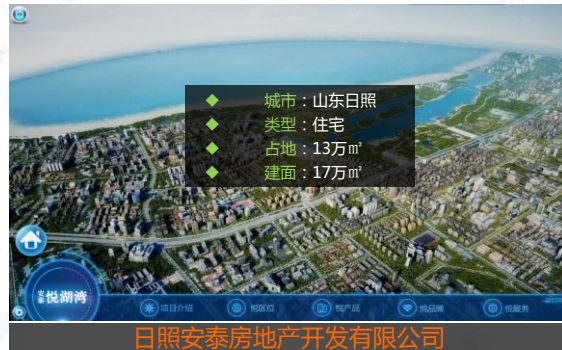 城市：山东日照
类型：住宅
占地：13万㎡
建面：17万㎡
安泰悦湖湾
项目介绍 悦区位 悦产品 悦品牌 悦服务
日照安泰房地产开发有限公司